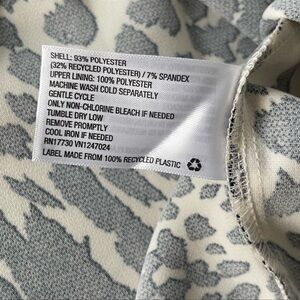 SHELL: 93% POLYESTER
(32% RECYCLED POLYESTER) / 7% SPANDEX
UPPER LINING: 100% POLYESTER
MACHINE WASH COLD SEPARATELY
GENTLE CYCLE
ONLY NON-CHLORINE BLEACH IF NEEDED
TUMBLE DRY LOW
REMOVE PROMPTLY
COOL IRON IF NEEDED
RN17730 VN1247024
LABEL MADE FROM 100% RECYCLED PLASTIC